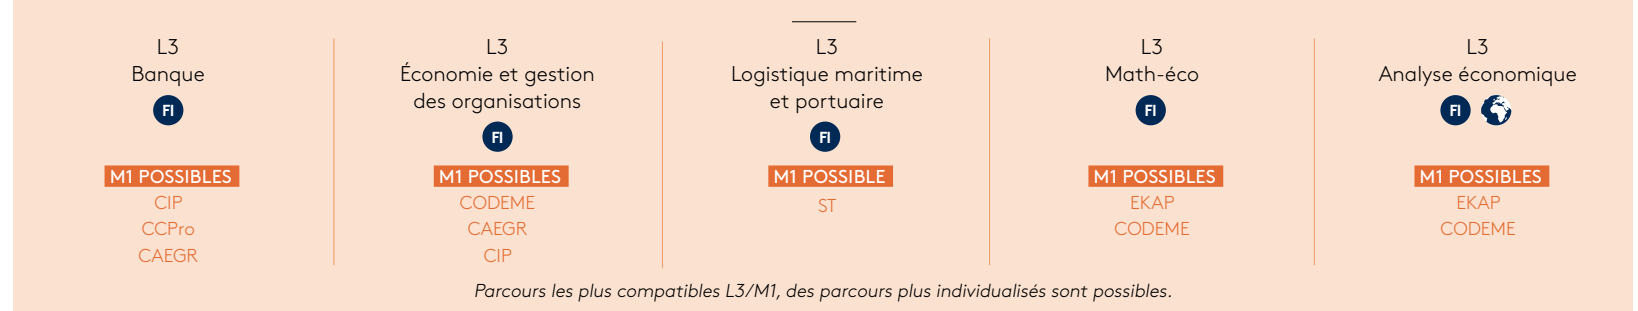 L3
Banque
FI
M1 POSSIBLES
CIP
CCPro
CAEGR
L3
Économie et gestion
des organisations
FI
M1 POSSIBLES
CODEME
CAEGR
CIP
L3
Logistique maritime
et portuaire
FI
M1 POSSIBLE
ST
L3
Math-éco
FI
M1 POSSIBLES
EKAP
CODEME
L3
Analyse économique
FI
M1 POSSIBLES
EKAP
CODEME
Parcours les plus compatibles L3/M1, des parcours plus individualisés sont possibles.